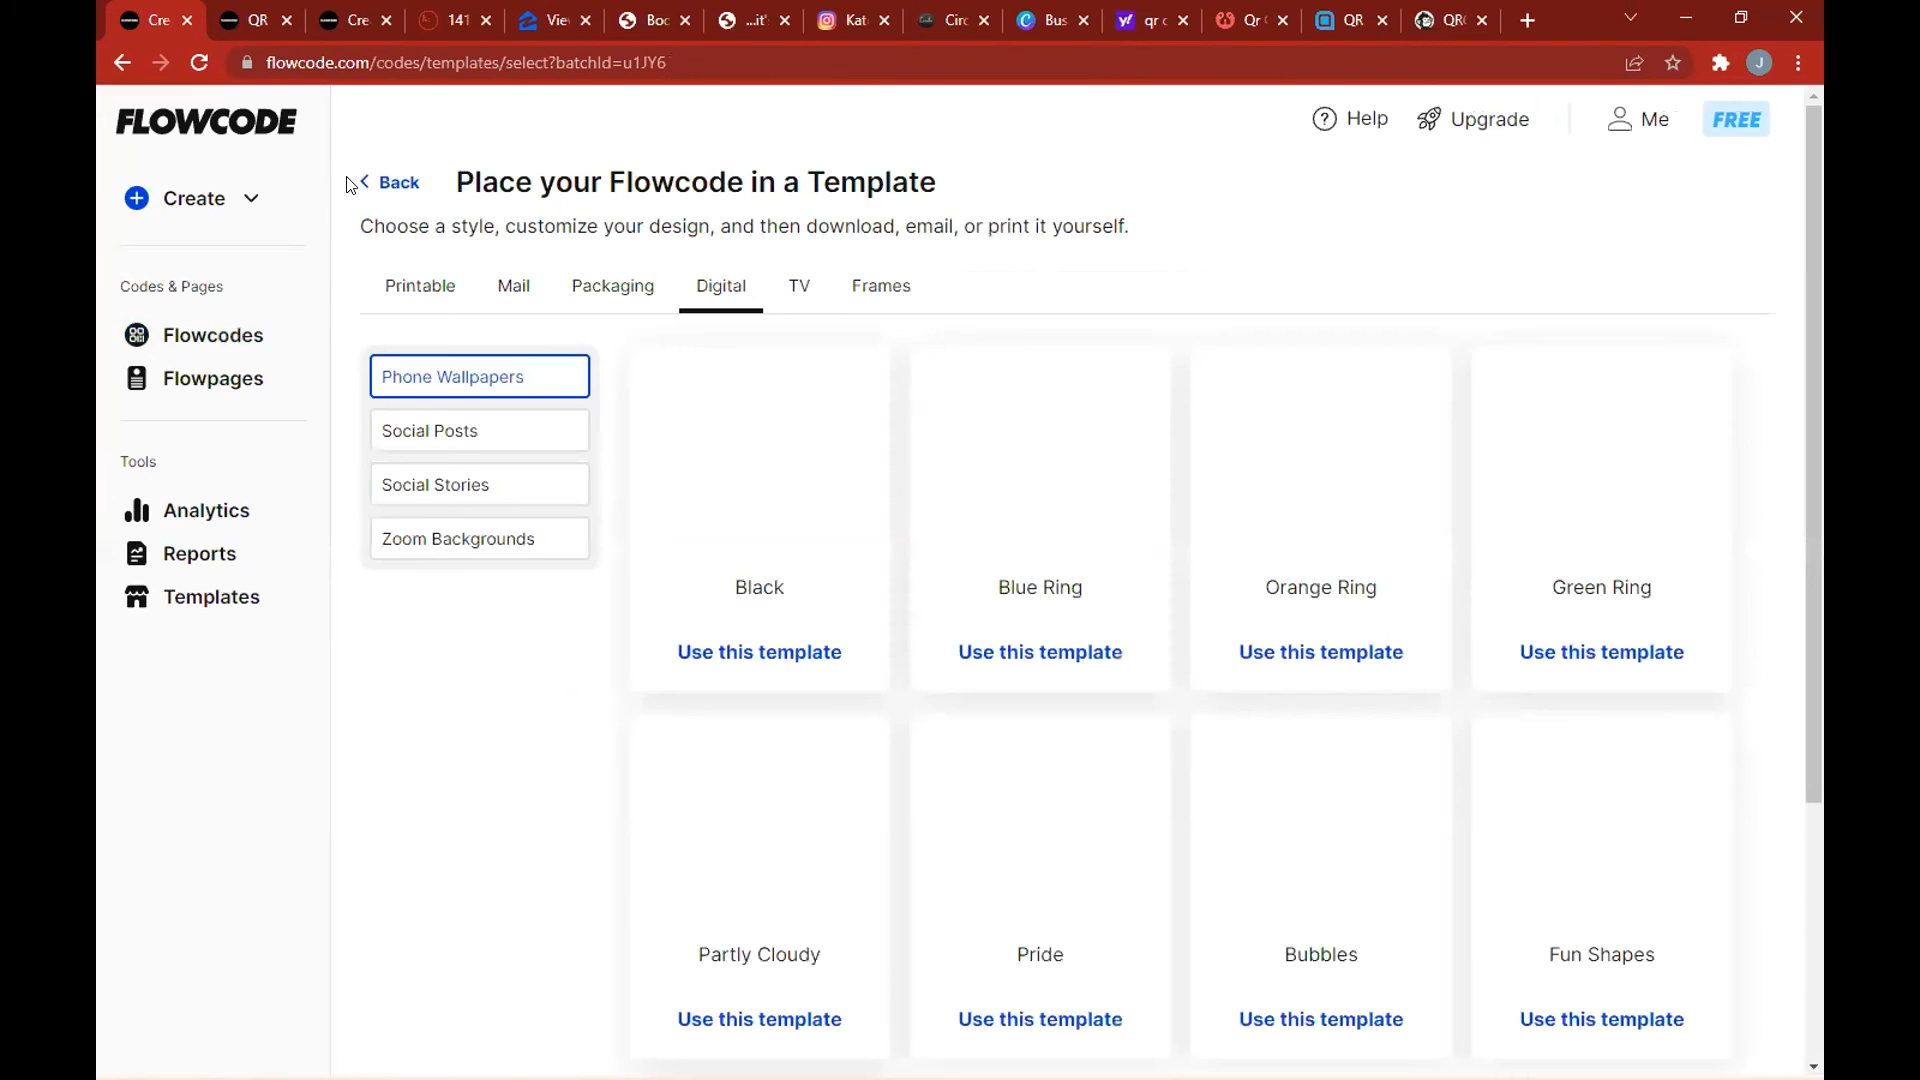 Cre
QR
Cre
141
Vie
Boo
...it'
Kat
Circ
Bus
qr c
Qr
QR
QR
flowcode.com/codes/templates/select?batchId=u1JY6
J
FLOWCODE
Help
Upgrade
Me
FREE
Create
Back
Place your Flowcode in a Template
Choose a style, customize your design, and then download, email, or print it yourself.
Printable Mail Packaging Digital TV Frames
Codes & Pages
Flowcodes
Flowpages
Tools
Analytics
Reports
Templates
Phone Wallpapers
Social Posts
Social Stories
Zoom Backgrounds
Black
Blue Ring
Orange Ring
Green Ring
Use this template
Use this template
Use this template
Use this template
Partly Cloudy
Pride
Bubbles
Fun Shapes
Use this template
Use this template
Use this template
Use this template